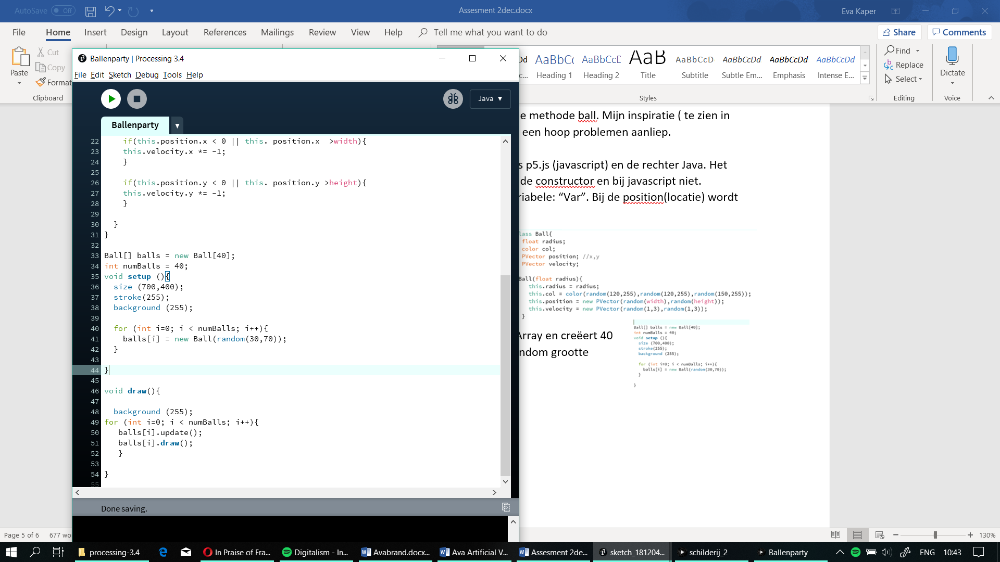 AutoSave Off
Assesment 2dec.docx
Eva Kaper
File Home Insert Design Layout References Mailings Review View Help Tell me what you want to do
Share Comments
Paste
Cut
Copy
Format
Clipboard
Heading 1
AaBbCcD
Heading 2
AaB
Title
AaBbCcD
Subtitle
AaBbCcDd
Subtle Em...
AaBbCcDd
Emphasis
AaBbCcDd
Intense E...
Styles
Find
Replace
Select
Editing
Dictate
Voice
Ballenparty | Processing 3.4
File Edit Sketch Debug Tools Help
Java ▼
Ballenparty ▼
22 if(this.position.x < 0 || this. position.x  >width){
23 this.velocity.x *= -1;
24 }
25
26 if(this.position.y < 0 || this. position.y >height){
27 this.velocity.y *= -1;
28 }
29
30 }
31 }
32
33 Ball[] balls = new Ball[40];
34 int numBalls = 40;
35 void setup (){
36 size (700,400);
37 stroke(255);
38 background (255);
39
40 for (int i=0; i < numBalls; i++){
41 balls[i] = new Ball(random(30,70));
42 }
43
44 }
45
46 void draw(){
47
48 background (255);
49 for (int i=0; i < numBalls; i++){
50 balls[i].update();
51 balls[i].draw();
52 }
53
54 }
55
Done saving.
e methode ball. Mijn inspiratie ( te zien in
een hoop problemen aanliep.
s p5.js (javascript) en de rechter Java. Het
de constructor en bij javascript niet.
riabele: “Var”. Bij de position(locatie) wordt
lass Ball{
float radius;
color col;
PVector position; //x,y
PVector velocity;
Ball(float radius){
this.radius = radius;
this.col = color(random(120,255),random(120,255),random(150,255));
this.position = new PVector(random(width),random(height));
this.velocity = new PVector(random(1,3),random(1,3));
}
Array en creëert 40
ndom grootte
Ball[] balls = new Ball[40];
int numBalls = 40;
void setup (){
size (700,400);
stroke(255);
background (255);
for (int i=0; i < numBalls; i++){
balls[i] = new Ball(random(30,70));
}
}
Page 5 of 6 677 wo
130%
processing-3.4
In Praise of Fra...
Digitalism - In...
Avabrand.docx...
Ava Artificial V...
Assesment 2de...
sketch_181204...
schilderij_2
Ballenparty
ENG 10:43